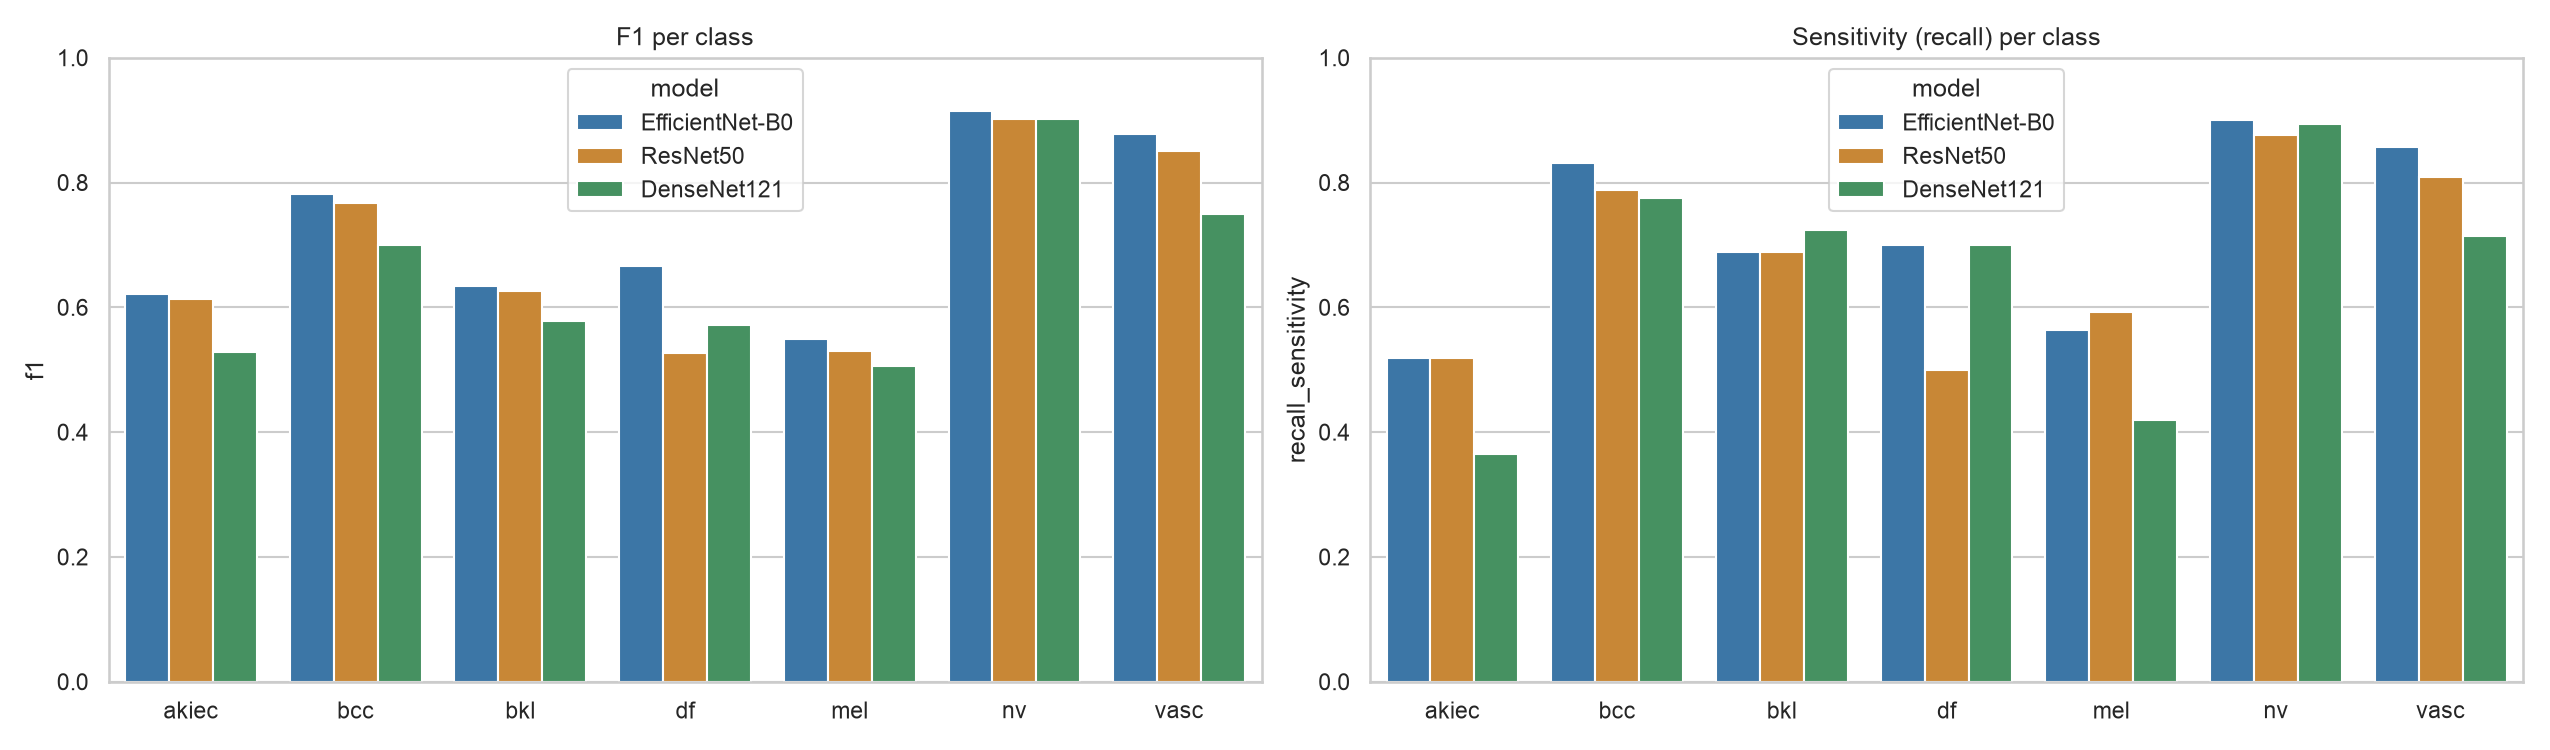 F1 per class
model
EfficientNet-B0
ResNet50
DenseNet121
f1
1.0
0.8
0.6
0.4
0.2
0.0
akiec bcc bkl df mel nv vasc
Sensitivity (recall) per class
model
EfficientNet-B0
ResNet50
DenseNet121
recall_sensitivity
1.0
0.8
0.6
0.4
0.2
0.0
akiec bcc bkl df mel nv vasc